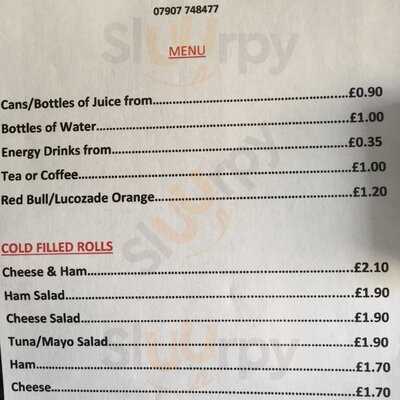 07907 748477
MENU
Cans/Bottles of Juice from....................................................£0.90
Bottles of Water....................................................................£1.00
Energy Drinks from................................................................£0.35
Tea or Coffee.........................................................................£1.00
Red Bull/Lucozade Orange.....................................................£1.20
COLD FILLED ROLLS
Cheese & Ham.......................................................................£2.10
Ham Salad.............................................................................£1.90
Cheese Salad.........................................................................£1.90
Tuna/Mayo Salad..................................................................£1.90
Ham......................................................................................£1.70
Cheese..................................................................................£1.70
sluurpy
sluurpy
sluurpy